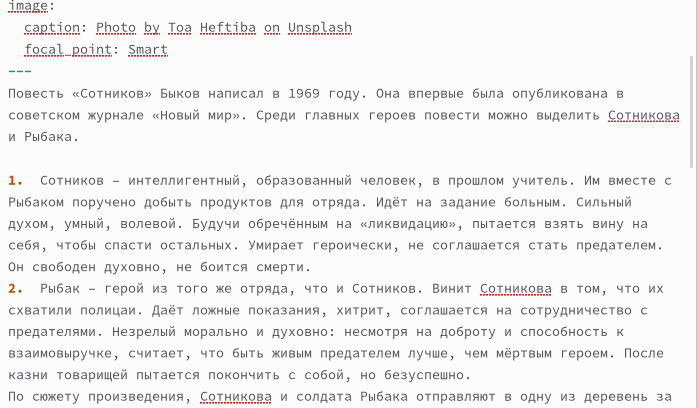 image:
caption: Photo by Toa Heftiba on Unsplash
focal_point: Smart
---
Повесть «Сотников» Быков написал в 1969 году. Она впервые была опубликована в
советском журнале «Новый мир». Среди главных героев повести можно выделить Сотникова
и Рыбака.
1. Сотников – интеллигентный, образованный человек, в прошлом учитель. Им вместе с
Рыбаком поручено добыть продуктов для отряда. Идёт на задание больным. Сильный
духом, умный, волевой. Будучи обречённым на «ликвидацию», пытается взять вину на
себя, чтобы спасти остальных. Умирает героически, не соглашается стать предателем.
Он свободен духовно, не боится смерти.
2. Рыбак – герой из того же отряда, что и Сотников. Винит Сотникова в том, что их
схватили полицаи. Даёт ложные показания, хитрит, соглашается на сотрудничество с
предателями. Незрелый морально и духовно: несмотря на доброту и способность к
взаимовыручке, считает, что быть живым предателем лучше, чем мёртвым героем. После
казни товарищей пытается покончить с собой, но безуспешно.
По сюжету произведения, Сотникова и солдата Рыбака отправляют в одну из деревень за